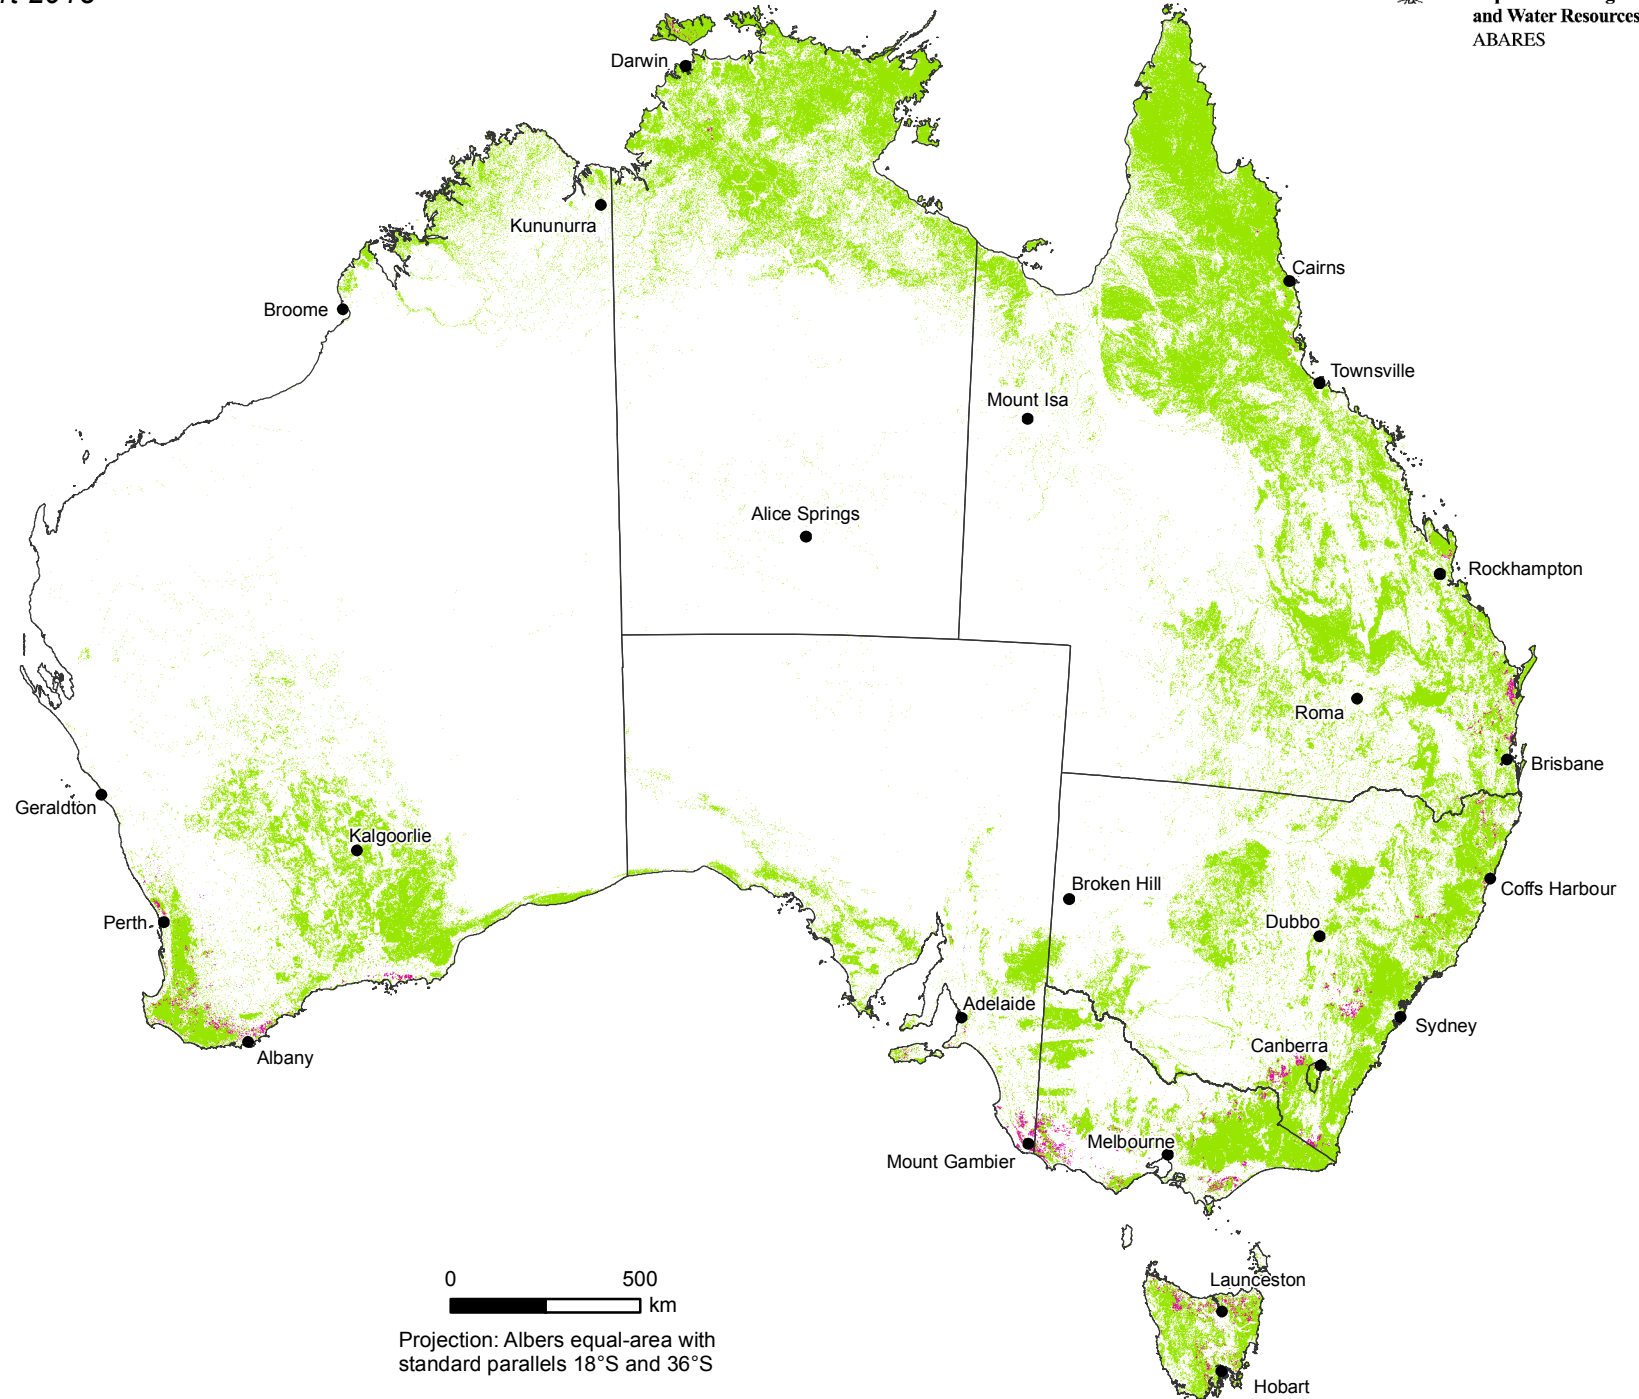 2018
and Water Resources
ABARES
Darwin
Kununurra
Cairns
Broome
Townsville
Mount Isa
Alice Springs
Rockhampton
Roma
Brisbane
Geraldton
Kalgoorlie
Broken Hill
Coffs Harbour
Perth
Dubbo
Adelaide
Sydney
Canberra
Albany
Melbourne
Mount Gambier
Launceston
0 500
km
Projection: Albers equal-area with
standard parallels 18°S and 36°S
Hobart